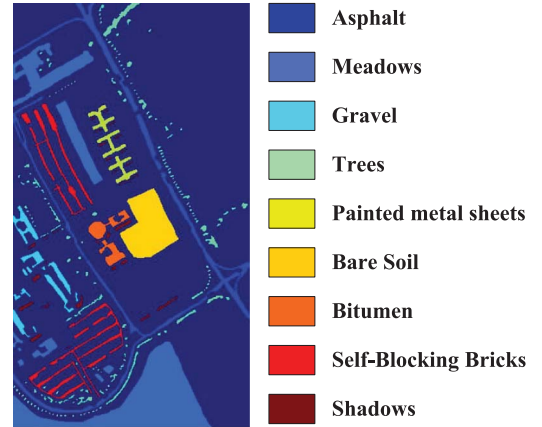 Asphalt
Meadows
Gravel
Trees
Painted metal sheets
Bare Soil
Bitumen
Self-Blocking Bricks
Shadows